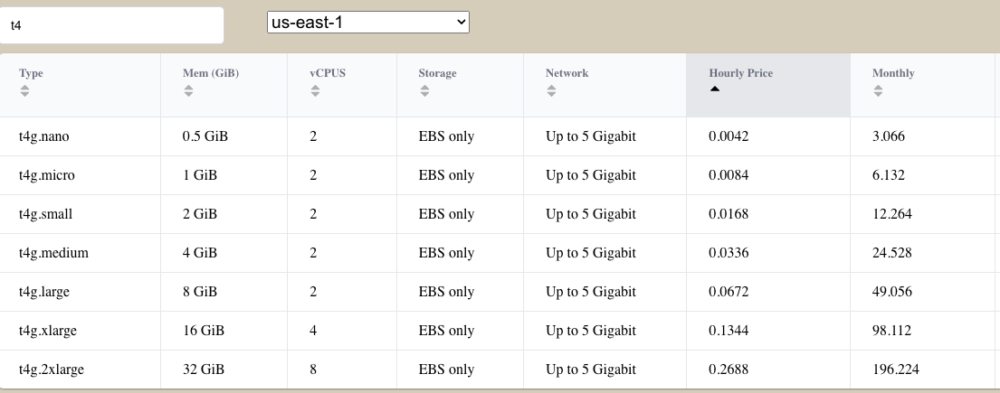 t4 us-east-1
Type Mem (GiB) vCPUS Storage Network Hourly Price Monthly
t4g.nano 0.5 GiB 2 EBS only Up to 5 Gigabit 0.0042 3.066
t4g.micro 1 GiB 2 EBS only Up to 5 Gigabit 0.0084 6.132
t4g.small 2 GiB 2 EBS only Up to 5 Gigabit 0.0168 12.264
t4g.medium 4 GiB 2 EBS only Up to 5 Gigabit 0.0336 24.528
t4g.large 8 GiB 2 EBS only Up to 5 Gigabit 0.0672 49.056
t4g.xlarge 16 GiB 4 EBS only Up to 5 Gigabit 0.1344 98.112
t4g.2xlarge 32 GiB 8 EBS only Up to 5 Gigabit 0.2688 196.224